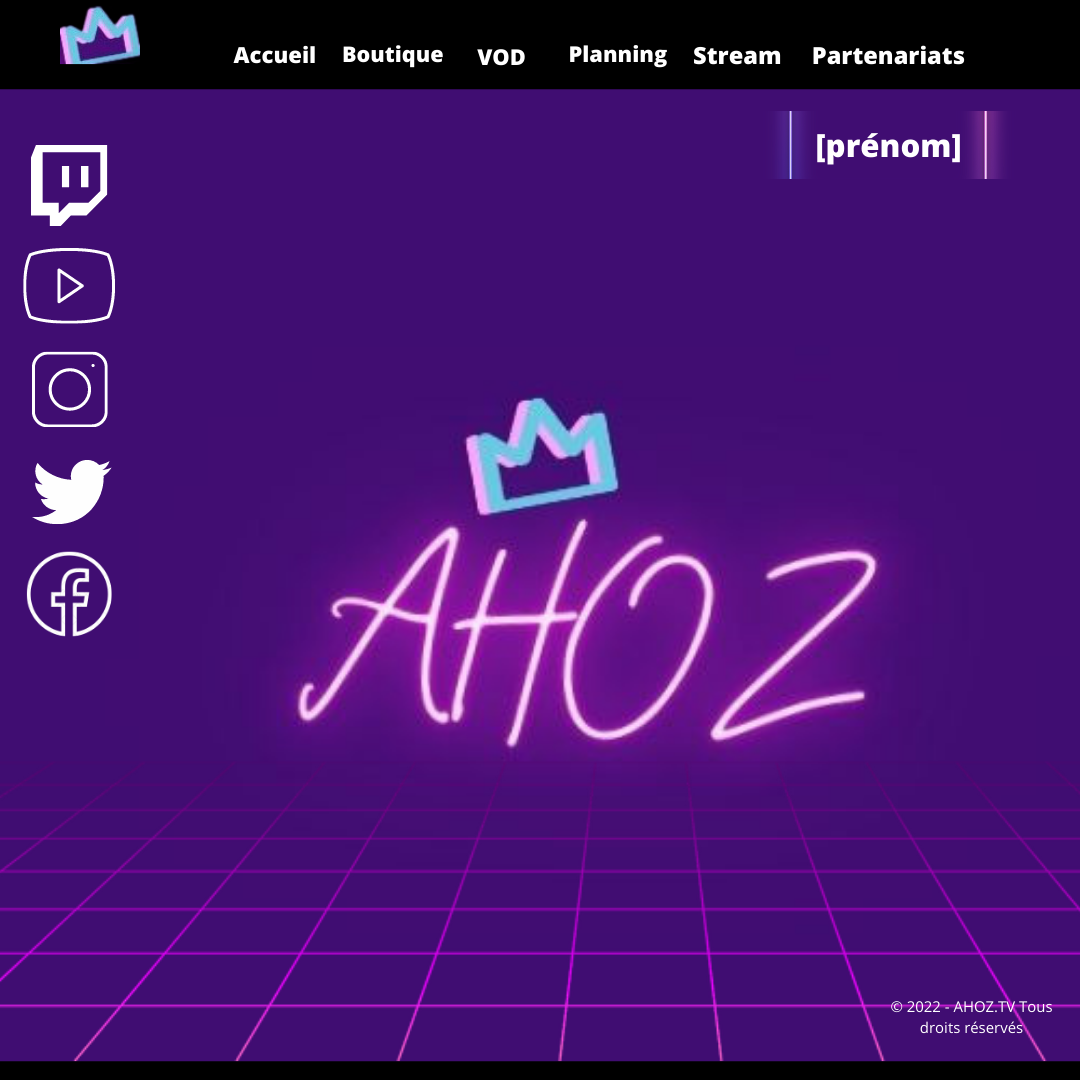 Accueil Boutique VOD Planning Stream Partenariats
[prénom]
AHOZ
© 2022 - AHOZ.TV Tous
droits réservés